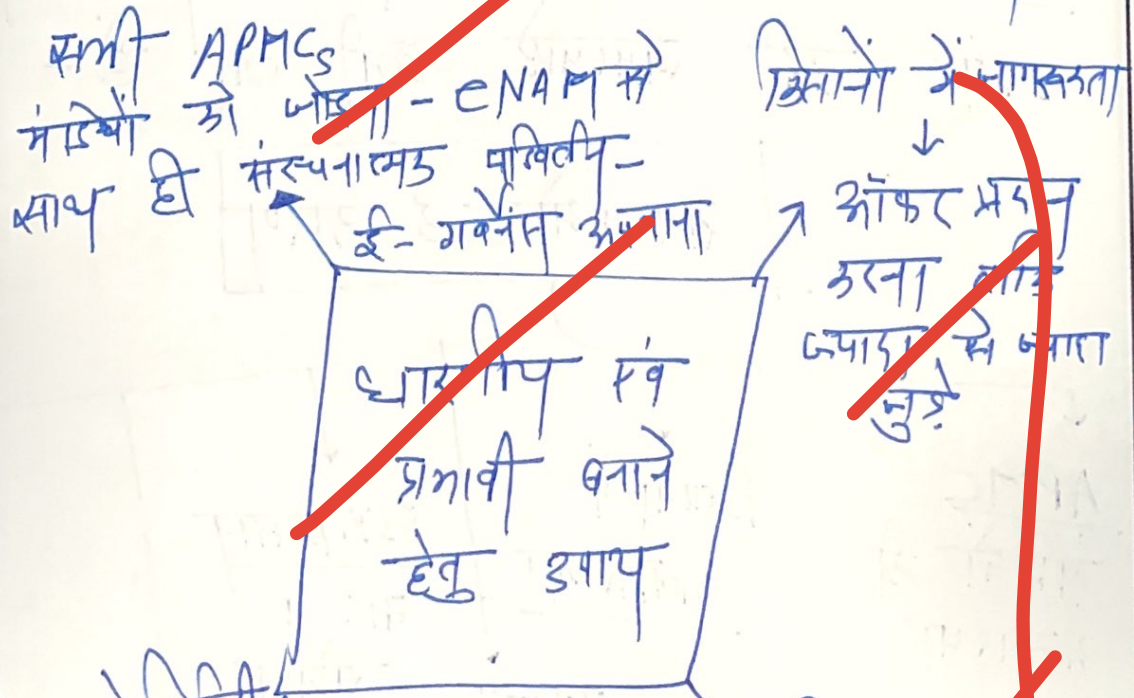 सभी APMCs
मंडियों को जोड़ना - eNAM से
साथ ही संरचनात्मक परिवर्तन -
ई- गवर्नेंस अपनाना
किसानों में जागरूकता
↓
ऑफर प्रदान
करना ताकि
ज्यादा से ज्यादा
जुड़े
धारणीय एवं
प्रभावी बनाने
हेतु उपाय